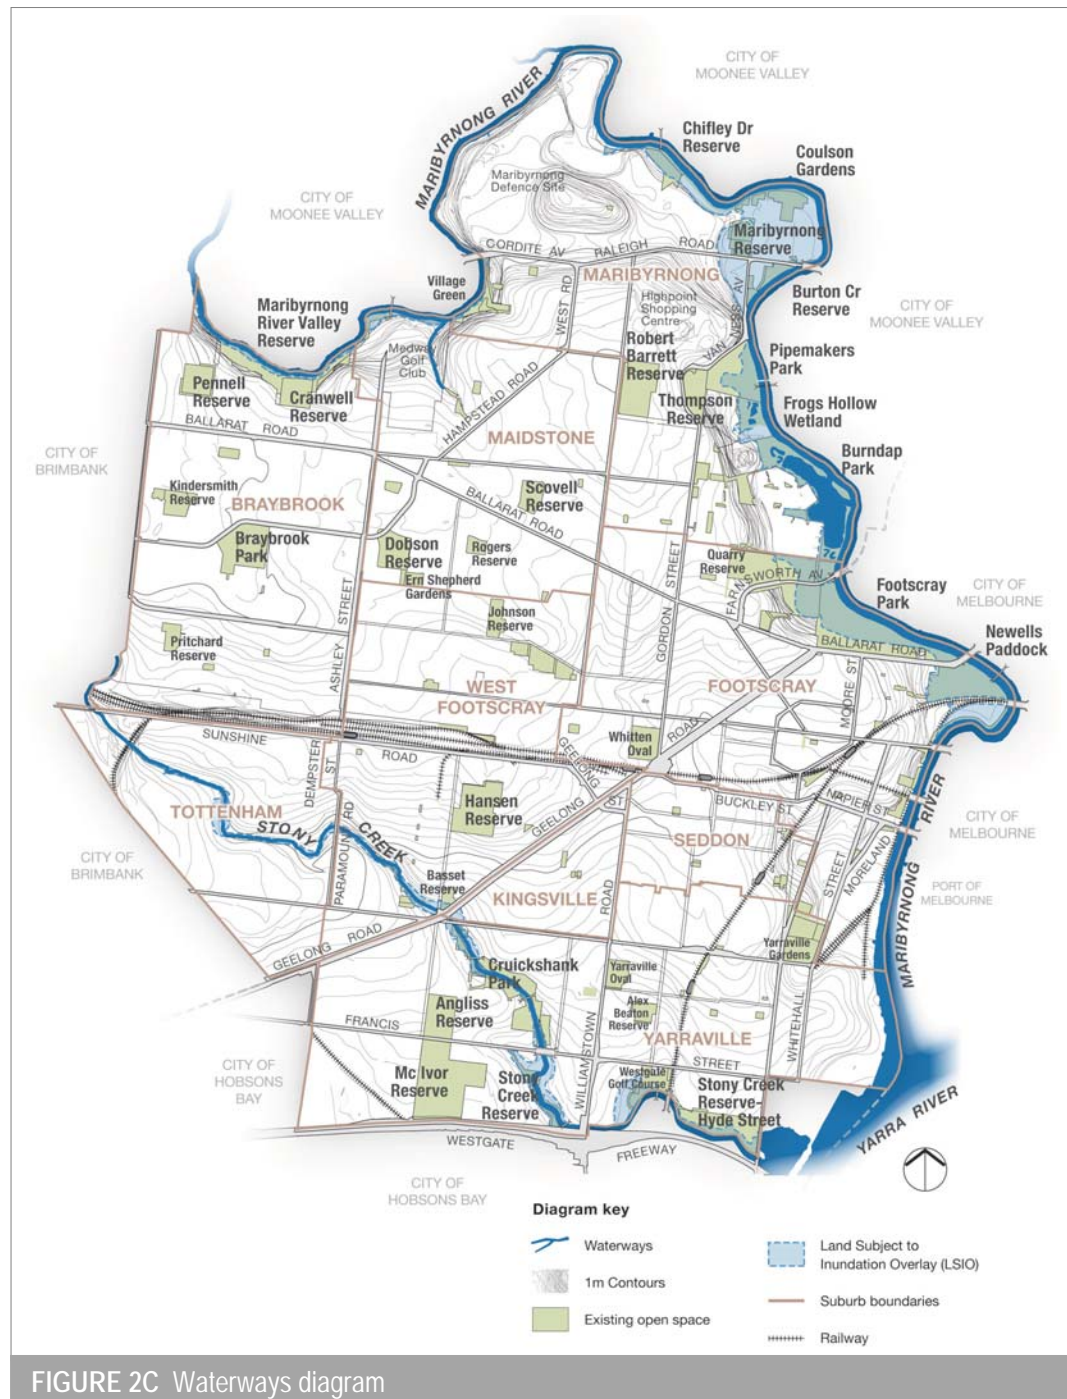 CITY OF
MOONEE VALLEY
MARIBYRNONG RIVER
Chifley Dr
Reserve
Coulson
Gardens
Maribyrnong
Defence Site
CITY OF
MOONEE VALLEY
Maribyrnong
Reserve
CORDITE AV
RALEIGH
ROAD
MARIBYRNONG
Village
Green
WEST RD
Highpoint
Shopping
Centre
VAN NESS AV
Burton Cr
Reserve
CITY OF
MOONEE VALLEY
Maribyrnong
River Valley
Reserve
Robert
Barrett
Reserve
Pipemakers
Park
Medway
Golf
Club
Pennell
Reserve
Cranwell
Reserve
Thompson
Reserve
Frogs Hollow
Wetland
HAMPSTEAD ROAD
BALLARAT ROAD
MAIDSTONE
Burndap
Park
CITY OF
BRIMBANK
Kindersmith
Reserve
BRAYBROOK
Scovell
Reserve
BALLARAT ROAD
Braybrook
Park
Dobson
Reserve
Rogers
Reserve
Ern Shepherd
Gardens
GORDON STREET
Quarry
Reserve
FARNSWORTH AV
Footscray
Park
CITY OF
MELBOURNE
Johnson
Reserve
Pritchard
Reserve
ASHLEY STREET
BALLARAT ROAD
Newells
Paddock
WEST
FOOTSCRAY
FOOTSCRAY
MOORE ST
SUNSHINE
ROAD
Whitten
Oval
ROAD
GEELONG
ST
DEMPSTER
ST
TOTTENHAM
Hansen
Reserve
GEELONG
BUCKLEY ST
NAPIER ST
RIVER
CITY OF
MELBOURNE
STONY
CREEK
SEDDON
STREET
MORELAND
CITY OF
BRIMBANK
PARAMOUNT RD
Basset
Reserve
KINGSVILLE
ROAD
PORT OF
MELBOURNE
MARIBYRNONG
GEELONG ROAD
Cruickshank
Park
Yarraville
Oval
Yarraville
Gardens
Angliss
Reserve
Alex
Beaton
Reserve
FRANCIS
YARRAVILLE
WHITEHALL
STREET
CITY OF
HOBSONS
BAY
Mc Ivor
Reserve
Stony
Creek
Reserve
WILLIAMSTOWN
Westgate
Golf Course
Stony Creek
Reserve-
Hyde Street
YARRA RIVER
WESTGATE
FREEWAY
CITY OF
HOBSONS BAY
Diagram key
Waterways
1m Contours
Existing open space
Land Subject to
Inundation Overlay (LSIO)
Suburb boundaries
Railway
FIGURE 2C Waterways diagram